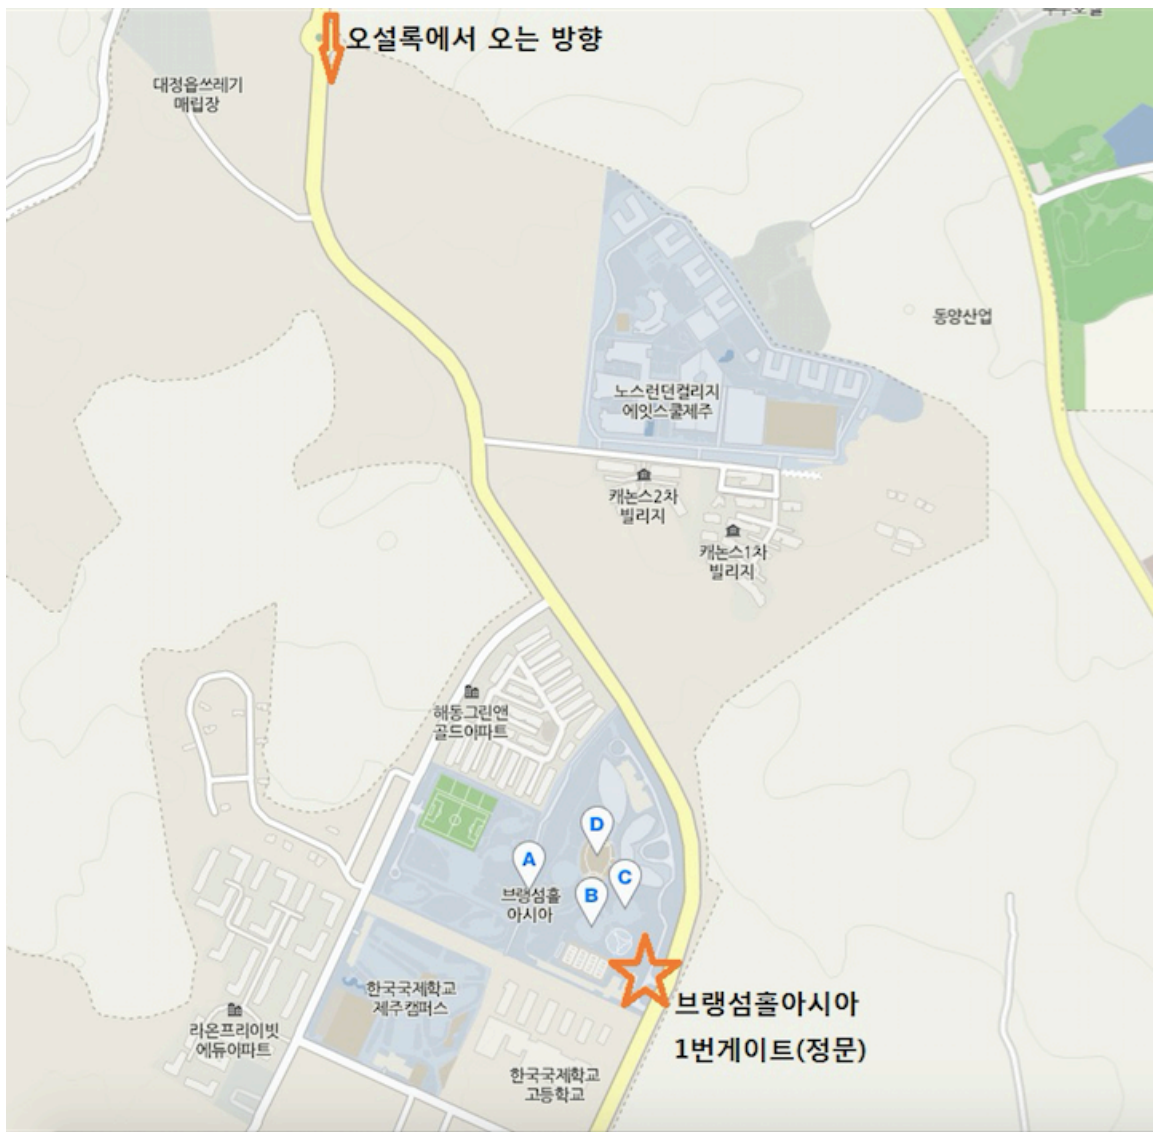 오설록에서 오는 방향
대정읍쓰레기
매립장
동양산업
노스런던컬리지
에잇스쿨제주
캐논스2차
빌리지
캐논스1차
빌리지
해동그린앤
골드아파트
D
A
C
B
브랭섬홀
아시아
한국국제학교
제주캠퍼스
브랭섬홀아시아
1번게이트(정문)
라온프라이빗
에듀아파트
한국국제학교
고등학교